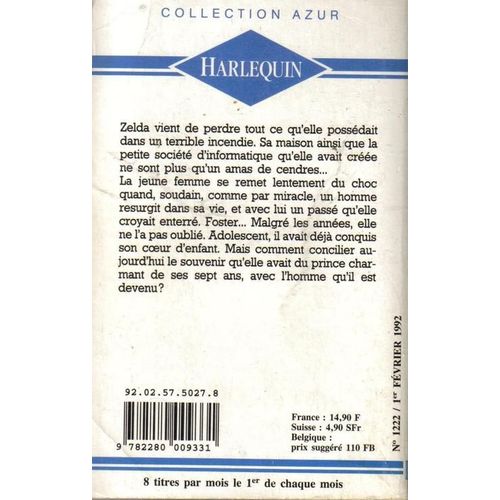 COLLECTION AZUR
HARLEQUIN
Zelda vient de perdre tout ce qu'elle possédait
dans un terrible incendie. Sa maison ainsi que la
petite société d'informatique qu'elle avait créée
ne sont plus qu'un amas de cendres...
La jeune femme se remet lentement du choc
quand, soudain, comme par miracle, un homme
resurgit dans sa vie, et avec lui un passé qu'elle
croyait enterré. Foster... Malgré les années, elle
ne l'a pas oublié. Adolescent, il avait déjà conquis
son cœur d'enfant. Mais comment concilier au-
jourd'hui le souvenir qu'elle avait du prince char-
mant de ses sept ans, avec l'homme qu'il est
devenu?
92.02.57.5027.8
9 782280 009331
France : 14,90 F
Suisse : 4,90 SFr
Belgique :
prix suggéré 110 FB
N° 1222 / 1er FÉVRIER 1992
8 titres par mois le 1er de chaque mois